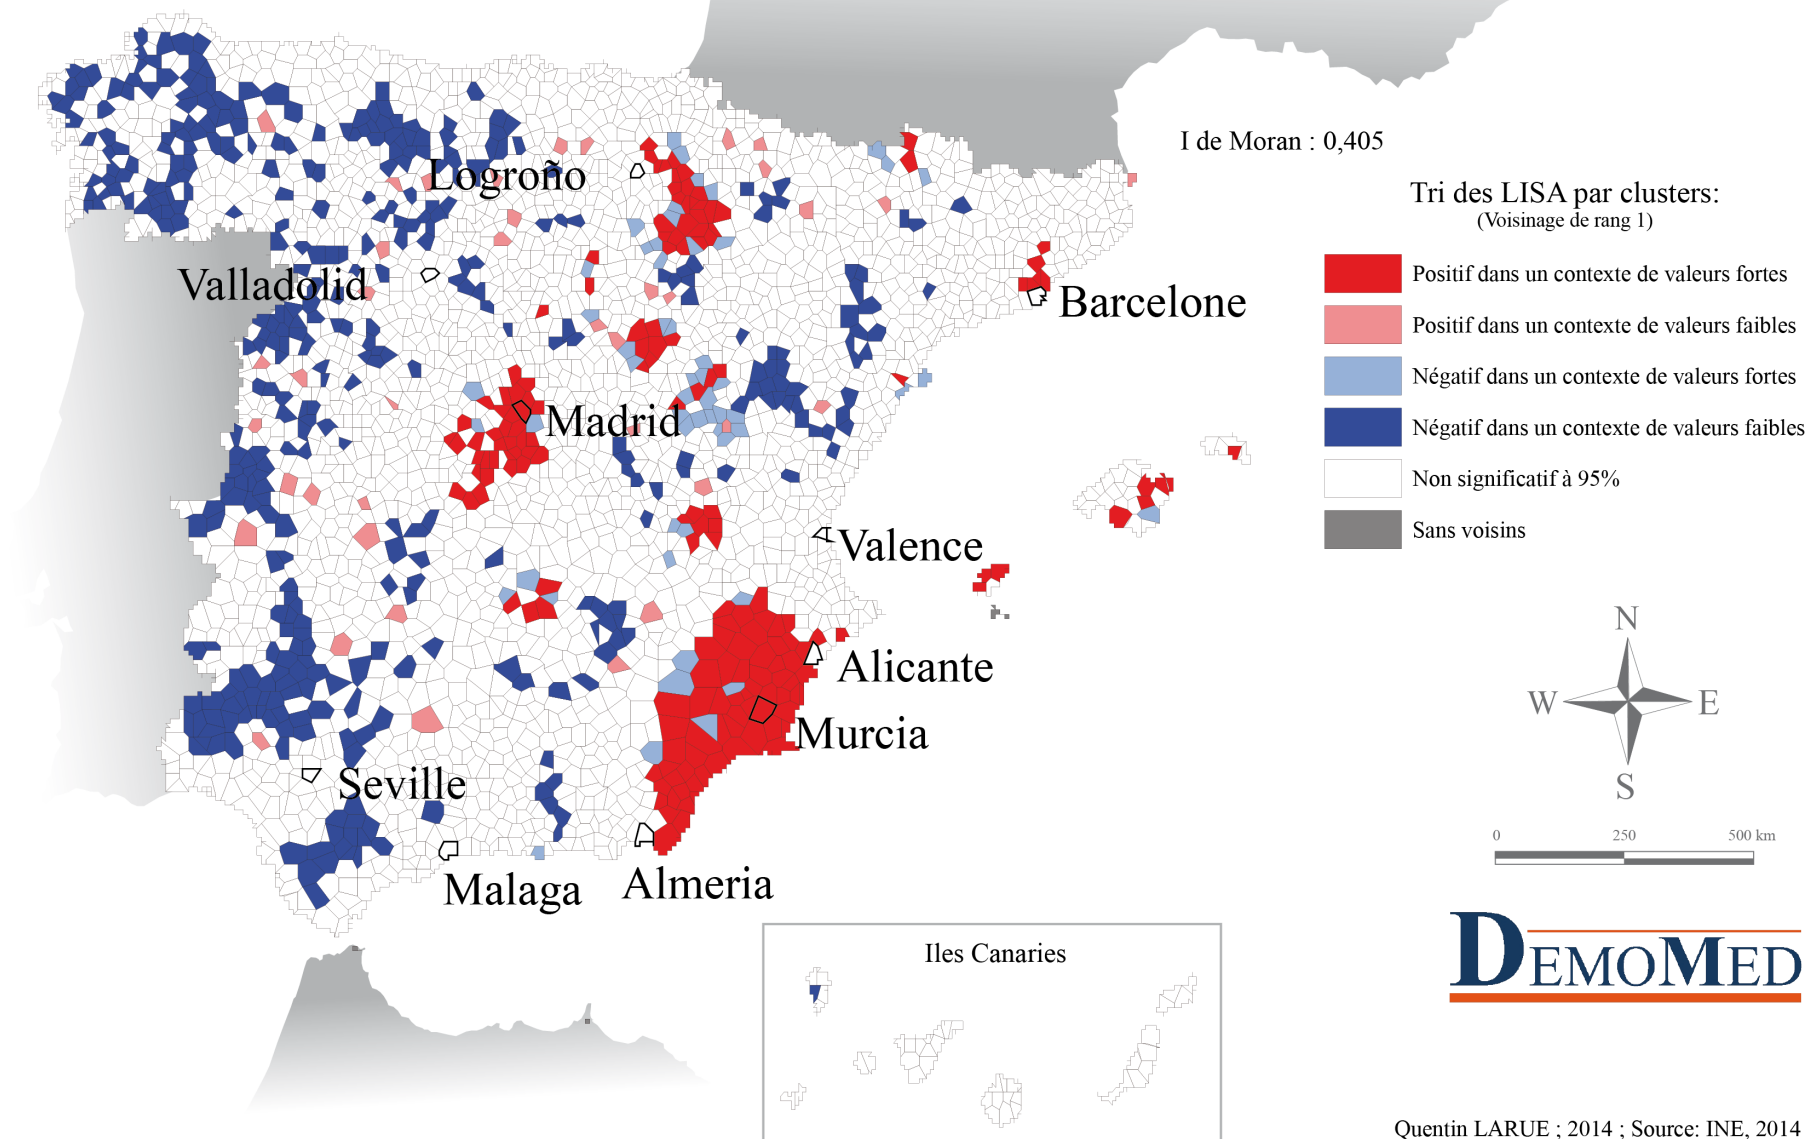 I de Moran : 0,405
Tri des LISA par clusters:
(Voisinage de rang 1)
Positif dans un contexte de valeurs fortes
Positif dans un contexte de valeurs faibles
Négatif dans un contexte de valeurs fortes
Négatif dans un contexte de valeurs faibles
Non significatif à 95%
Sans voisins
Logroño
Valladolid
Barcelone
Madrid
Valence
Alicante
Murcia
Seville
Malaga
Almeria
N
W
E
S
0 250 500 km
DEMOMED
Iles Canaries
Quentin LARUE ; 2014 ; Source: INE, 2014